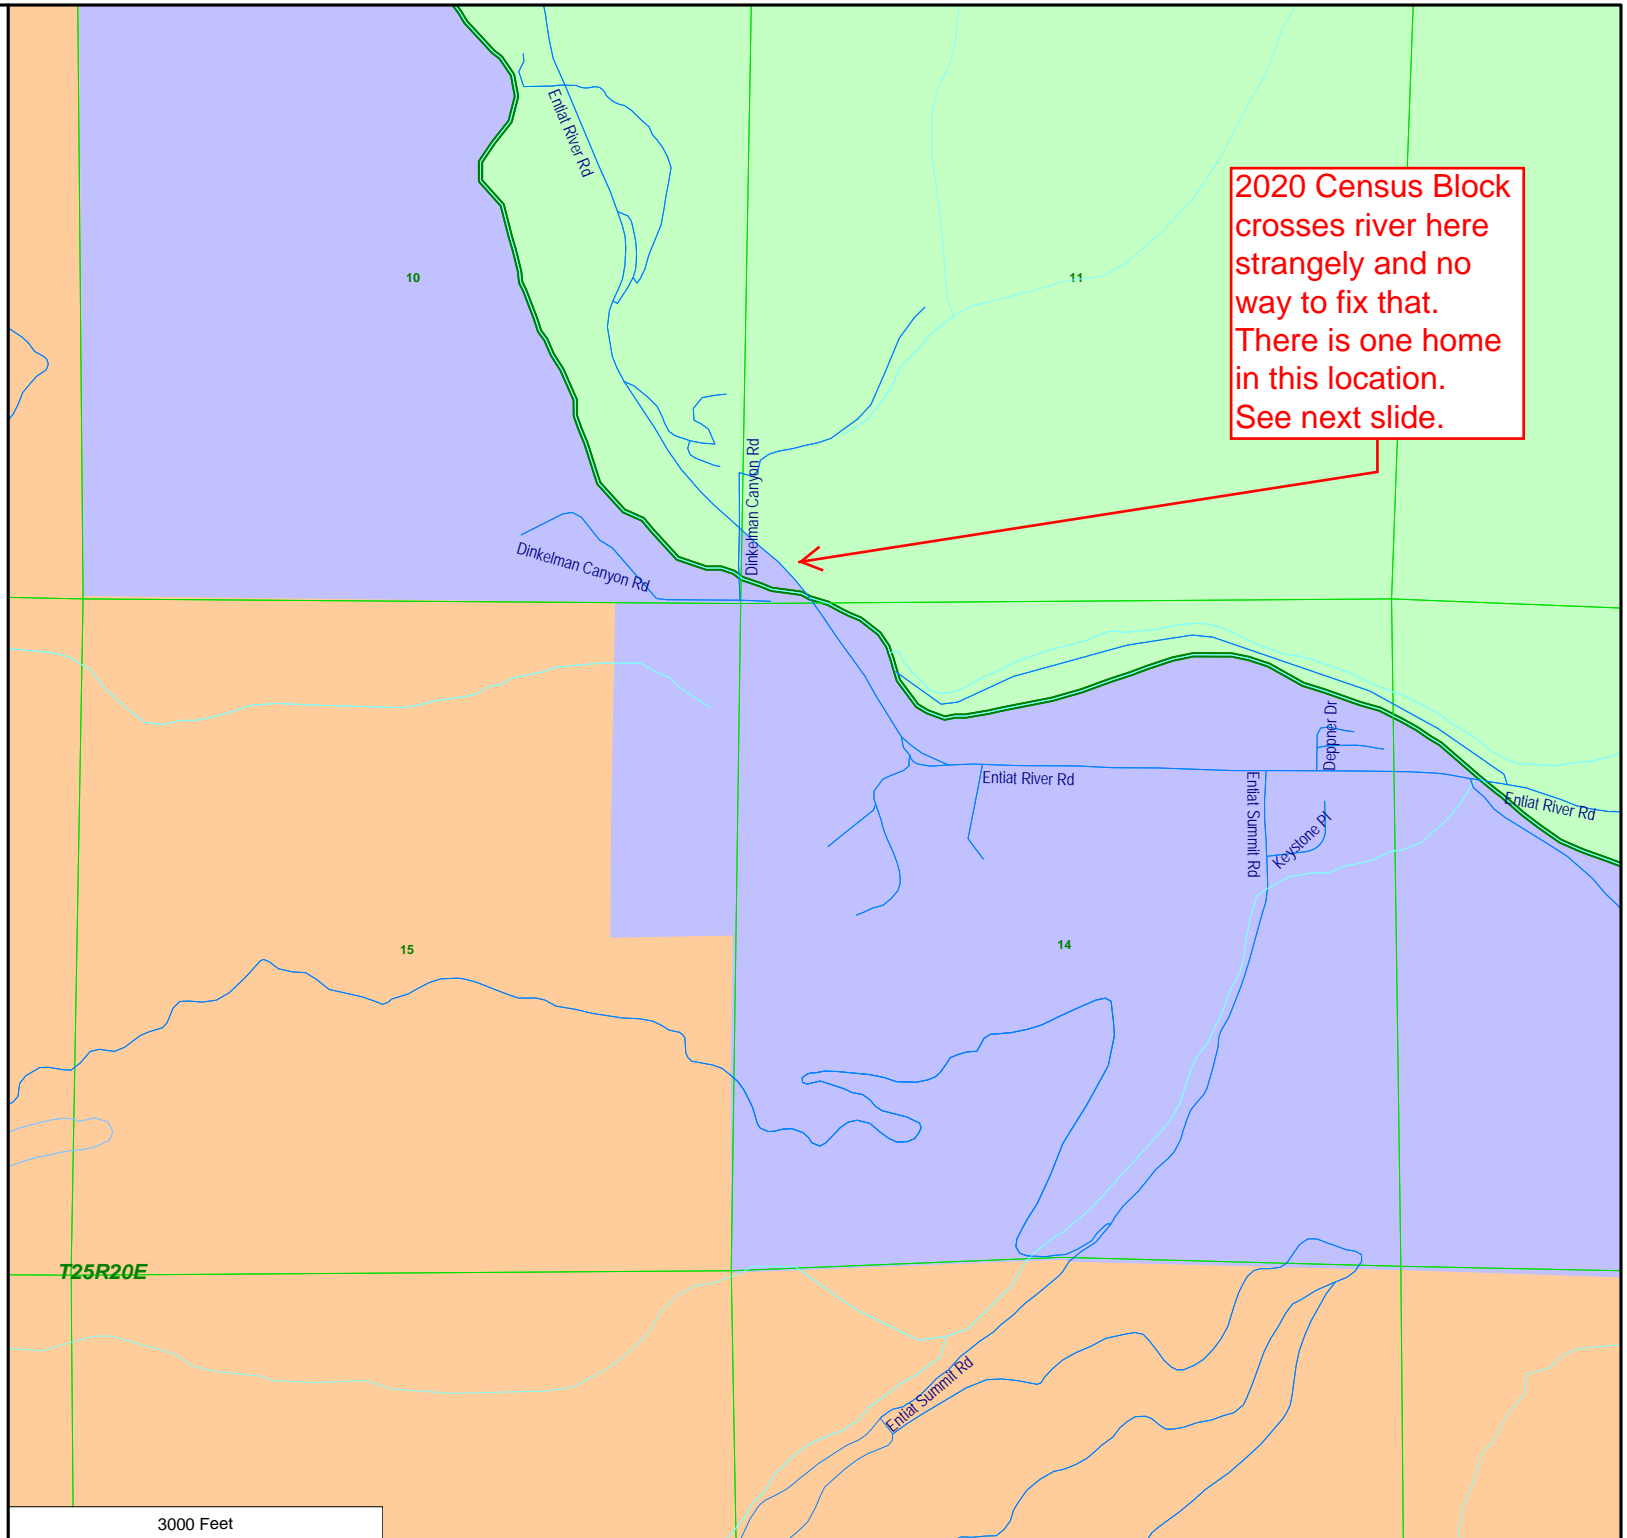 Entiat River Rd
2020 Census Block
crosses river here
strangely and no
way to fix that.
There is one home
in this location.
See next slide.
10
11
Dinkelman Canyon Rd
Dinkelman Canyon Rd
Deppner Dr
Entiat River Rd
Entiat Summit Rd
Entiat River Rd
Keystone Pl
15
14
T25R20E
Entiat Summit Rd
3000 Feet